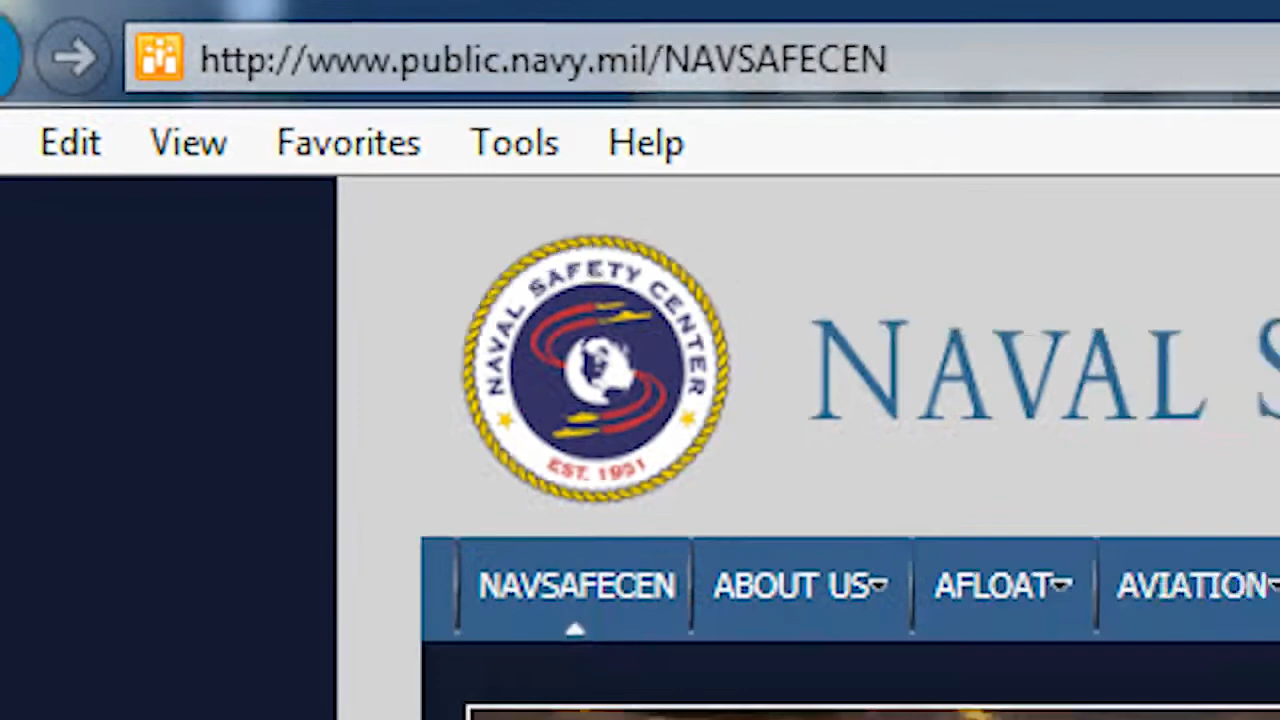 http://www.public.navy.mil/NAVSAFECEN
Edit View Favorites Tools Help
NAVAL SAFETY CENTER
EST. 1951
NAVAL S
NAVSAFECEN ABOUT US AFLOAT AVIATION